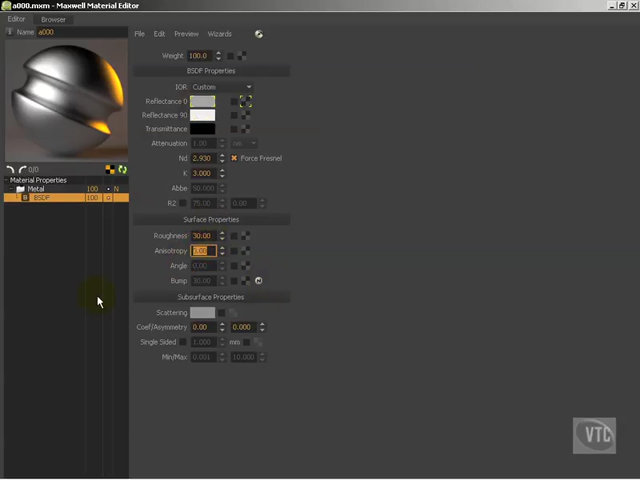 a000.mxm - Maxwell Material Editor
Editor Browser
Name a000
File Edit Preview Wizards
Weight 100.0
BSDF Properties
IOR Custom
Reflectance 0
Reflectance 90
Transmittance
Attenuation 1.00 nm
Nd 2.930 Force Fresnel
K 3.000
Abbe 50.000
R2 75.00 0.00
0/0
Material Properties
Metal 100 N
B BSDF 100
Surface Properties
Roughness 30.00
Anisotropy 0.00
Angle 0.00
Bump 30.00
Subsurface Properties
Scattering
Coef/Asymmetry 0.00 0.000
Single Sided 1.000 mm
Min/Max 0.001 10.000
VTC